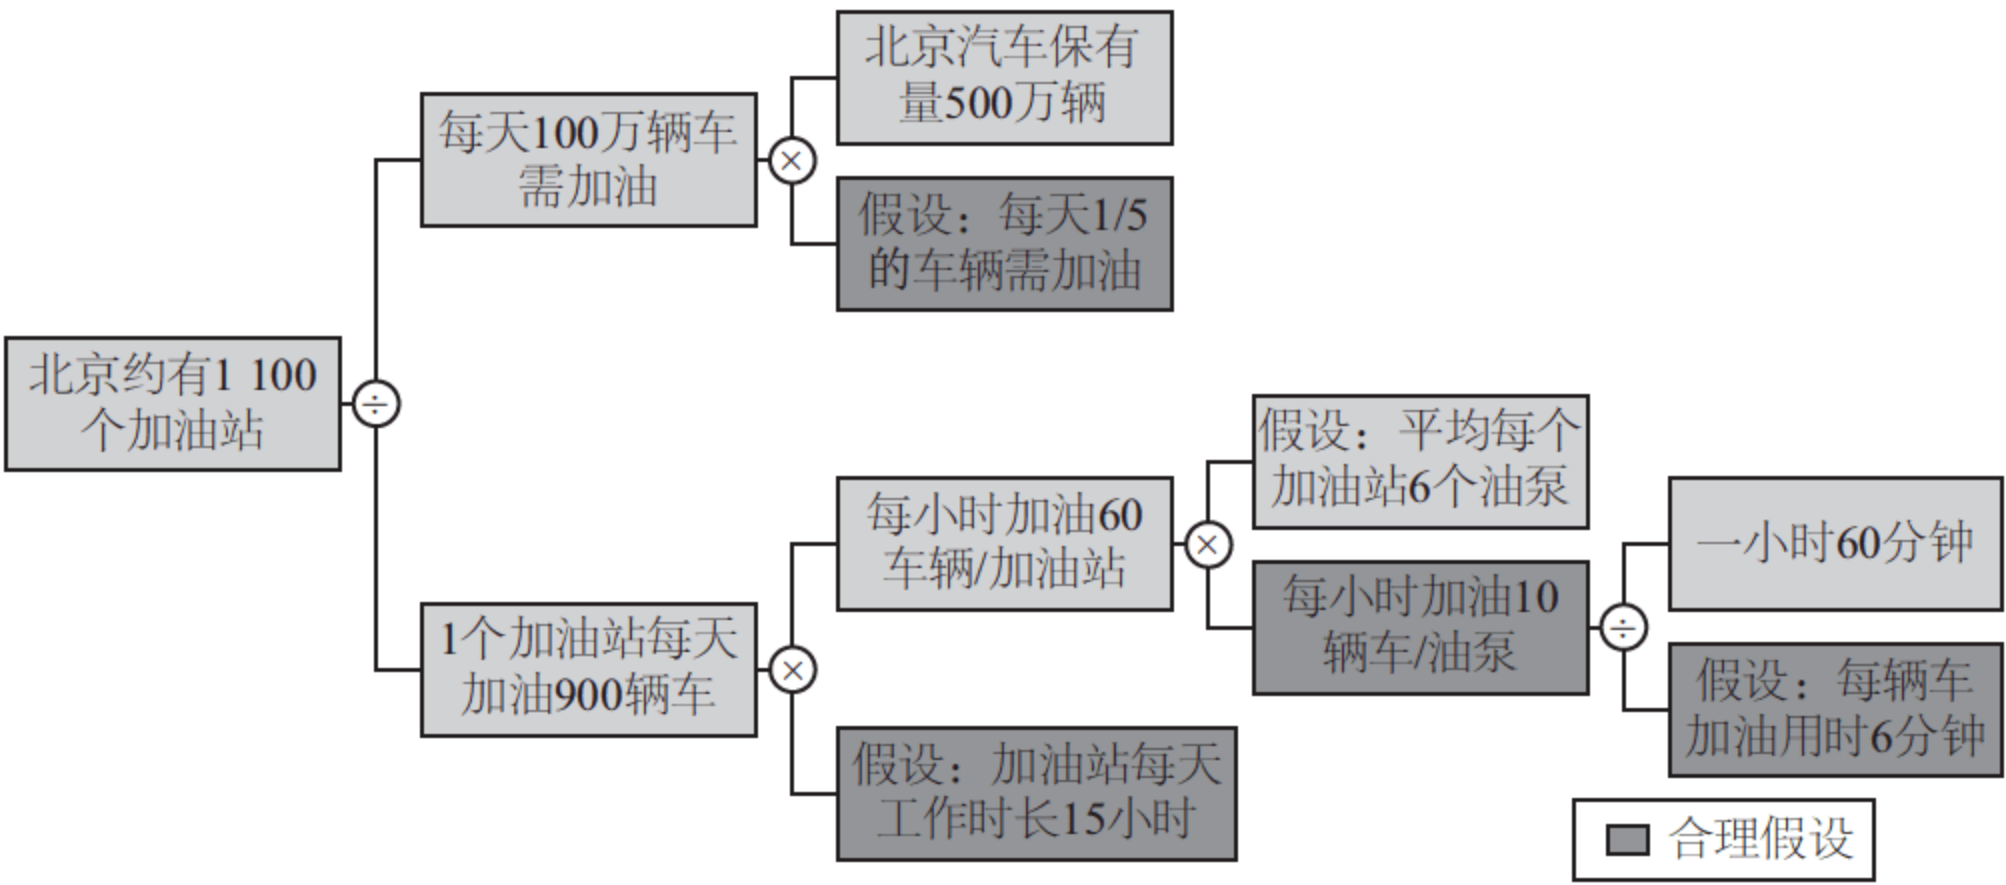 北京汽车保有
量500万辆
每天100万辆车
需加油
×
假设：每天1/5
的车辆需加油
北京约有1 100
个加油站
÷
假设：平均每个
加油站6个油泵
每小时加油60
车辆/加油站
×
一小时60分钟
每小时加油10
辆车/油泵
÷
1个加油站每天
加油900辆车
×
假设：每辆车
加油用时6分钟
假设：加油站每天
工作时长15小时
合理假设